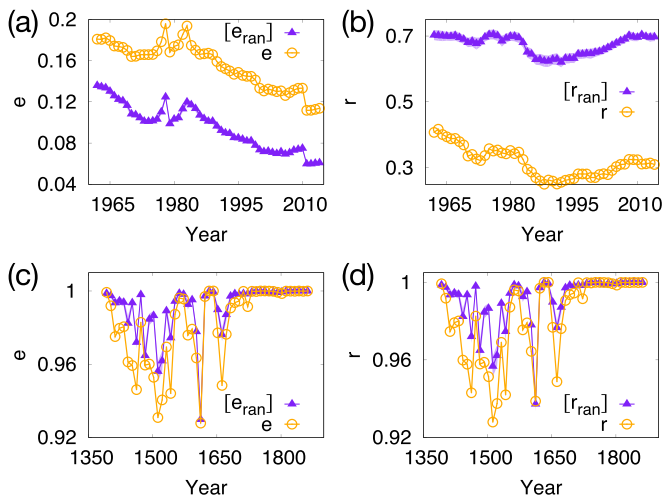 (a)
[e_ran]
e
0.2
0.16
0.12
0.08
0.04
e
1965
1980
1995
2010
Year
(b)
[r_ran]
r
0.7
0.5
0.3
r
1965
1980
1995
2010
Year
(c)
[e_ran]
e
1
0.96
0.92
e
1350
1500
1650
1800
Year
(d)
[r_ran]
r
1
0.96
0.92
r
1350
1500
1650
1800
Year